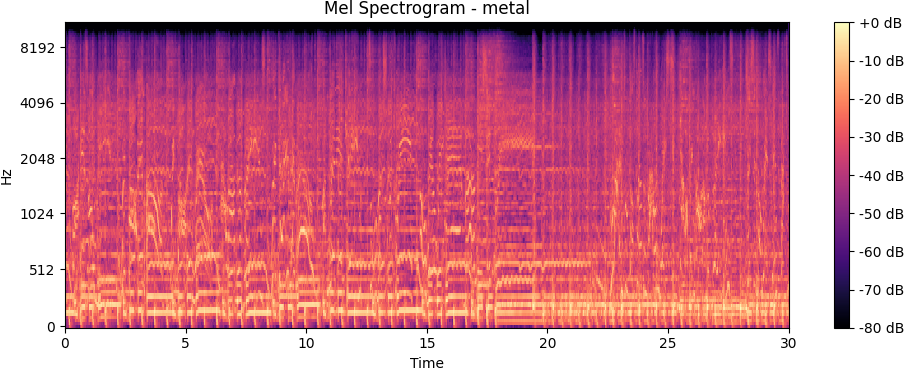 Mel Spectrogram - metal
Hz
8192
4096
2048
1024
512
0
0 5 10 15 20 25 30
Time
+0 dB
-10 dB
-20 dB
-30 dB
-40 dB
-50 dB
-60 dB
-70 dB
-80 dB